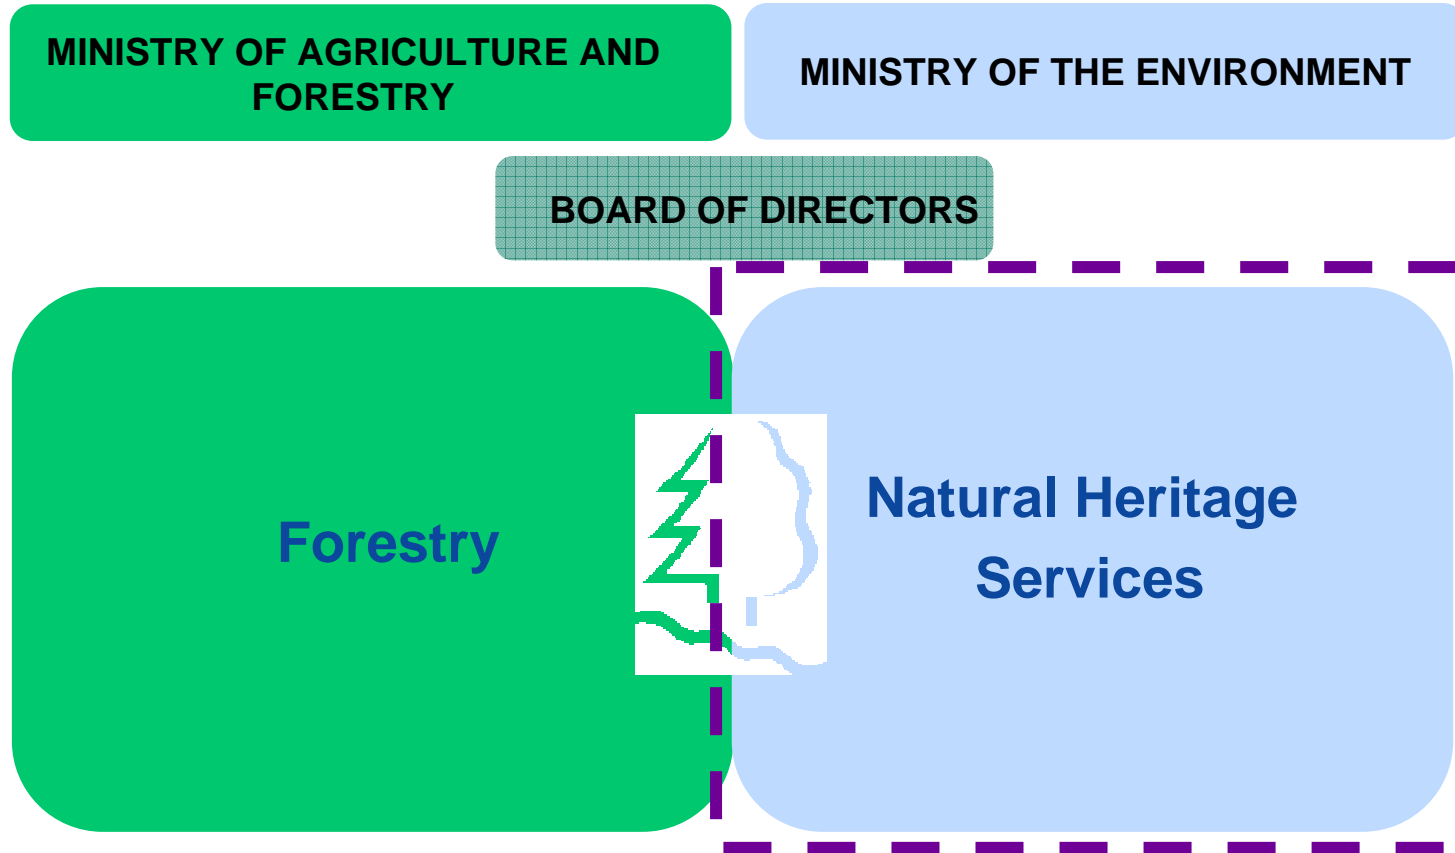 MINISTRY OF AGRICULTURE AND
FORESTRY
MINISTRY OF THE ENVIRONMENT
BOARD OF DIRECTORS
Forestry
Natural Heritage
Services